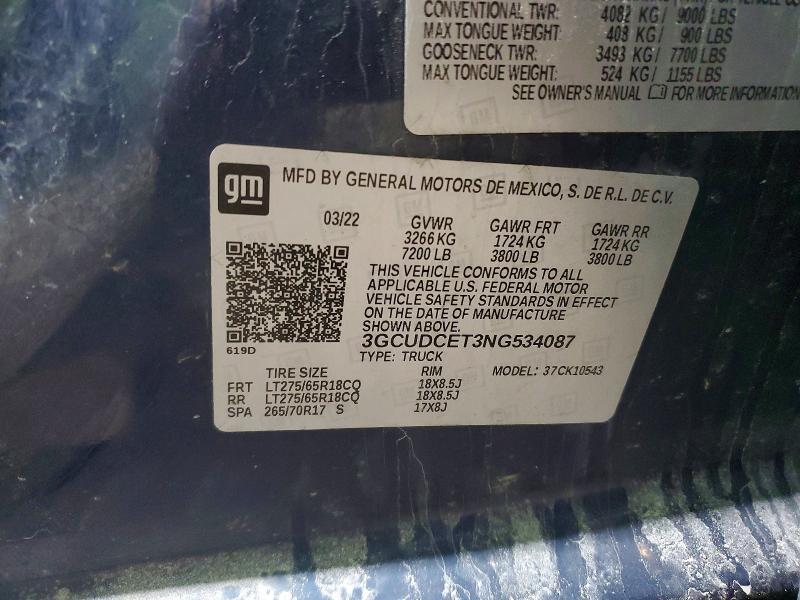 CONVENTIONAL TWR: 4082 KG/ 9000 LBS
MAX TONGUE WEIGHT: 408 KG/ 900 LBS
GOOSENECK TWR: 3493 KG/ 7700 LBS
MAX TONGUE WEIGHT: 524 KG/ 1155 LBS
SEE OWNER'S MANUAL FOR MORE INFORMATION
gm MFD BY GENERAL MOTORS DE MEXICO, S. DE R.L. DE C.V.
03/22 GVWR GAWR FRT GAWR RR
3266 KG 1724 KG 1724 KG
7200 LB 3800 LB 3800 LB
THIS VEHICLE CONFORMS TO ALL
APPLICABLE U.S. FEDERAL MOTOR
VEHICLE SAFETY STANDARDS IN EFFECT
ON THE DATE OF MANUFACTURE
SHOWN ABOVE.
619D
3GCUDCET3NG534087
TYPE: TRUCK MODEL: 37CK10543
TIRE SIZE RIM
FRT LT275/65R18CQ 18X8.5J
RR LT275/65R18CQ 18X8.5J
SPA 265/70R17 S 17X8J